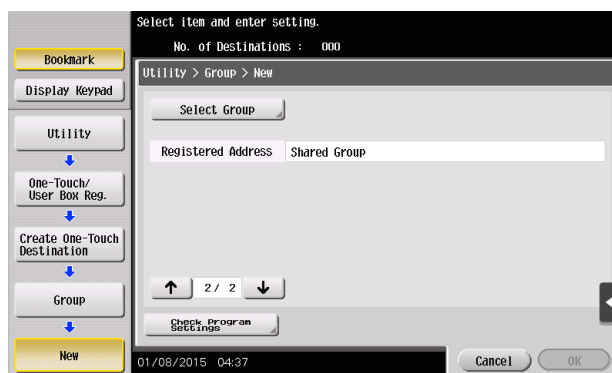 Select item and enter setting.
No. of Destinations : 000
Bookmark
Display Keypad
Utility
One-Touch/
User Box Reg.
Create One-Touch
Destination
Group
New
Utility > Group > New
Select Group
Registered Address Shared Group
↑ 2/ 2 ↓
Check Program
Settings
01/08/2015 04:37
Cancel
OK